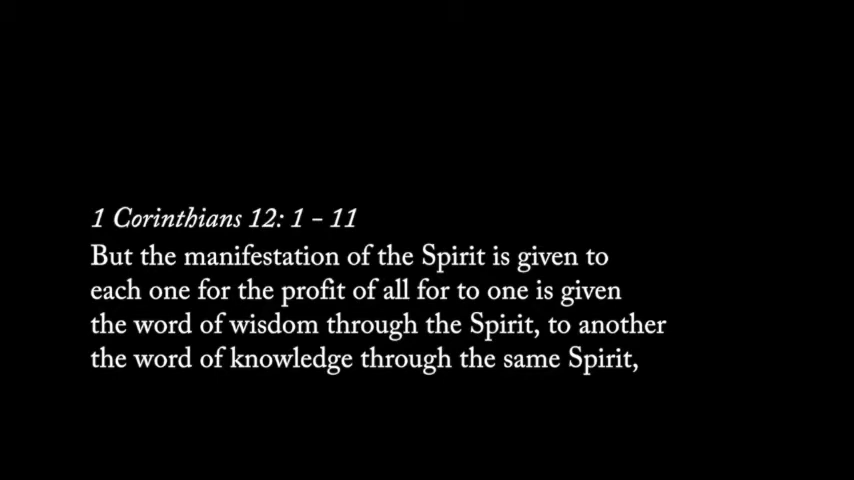 1 Corinthians 12: 1 - 11
But the manifestation of the Spirit is given to
each one for the profit of all for to one is given
the word of wisdom through the Spirit, to another
the word of knowledge through the same Spirit,